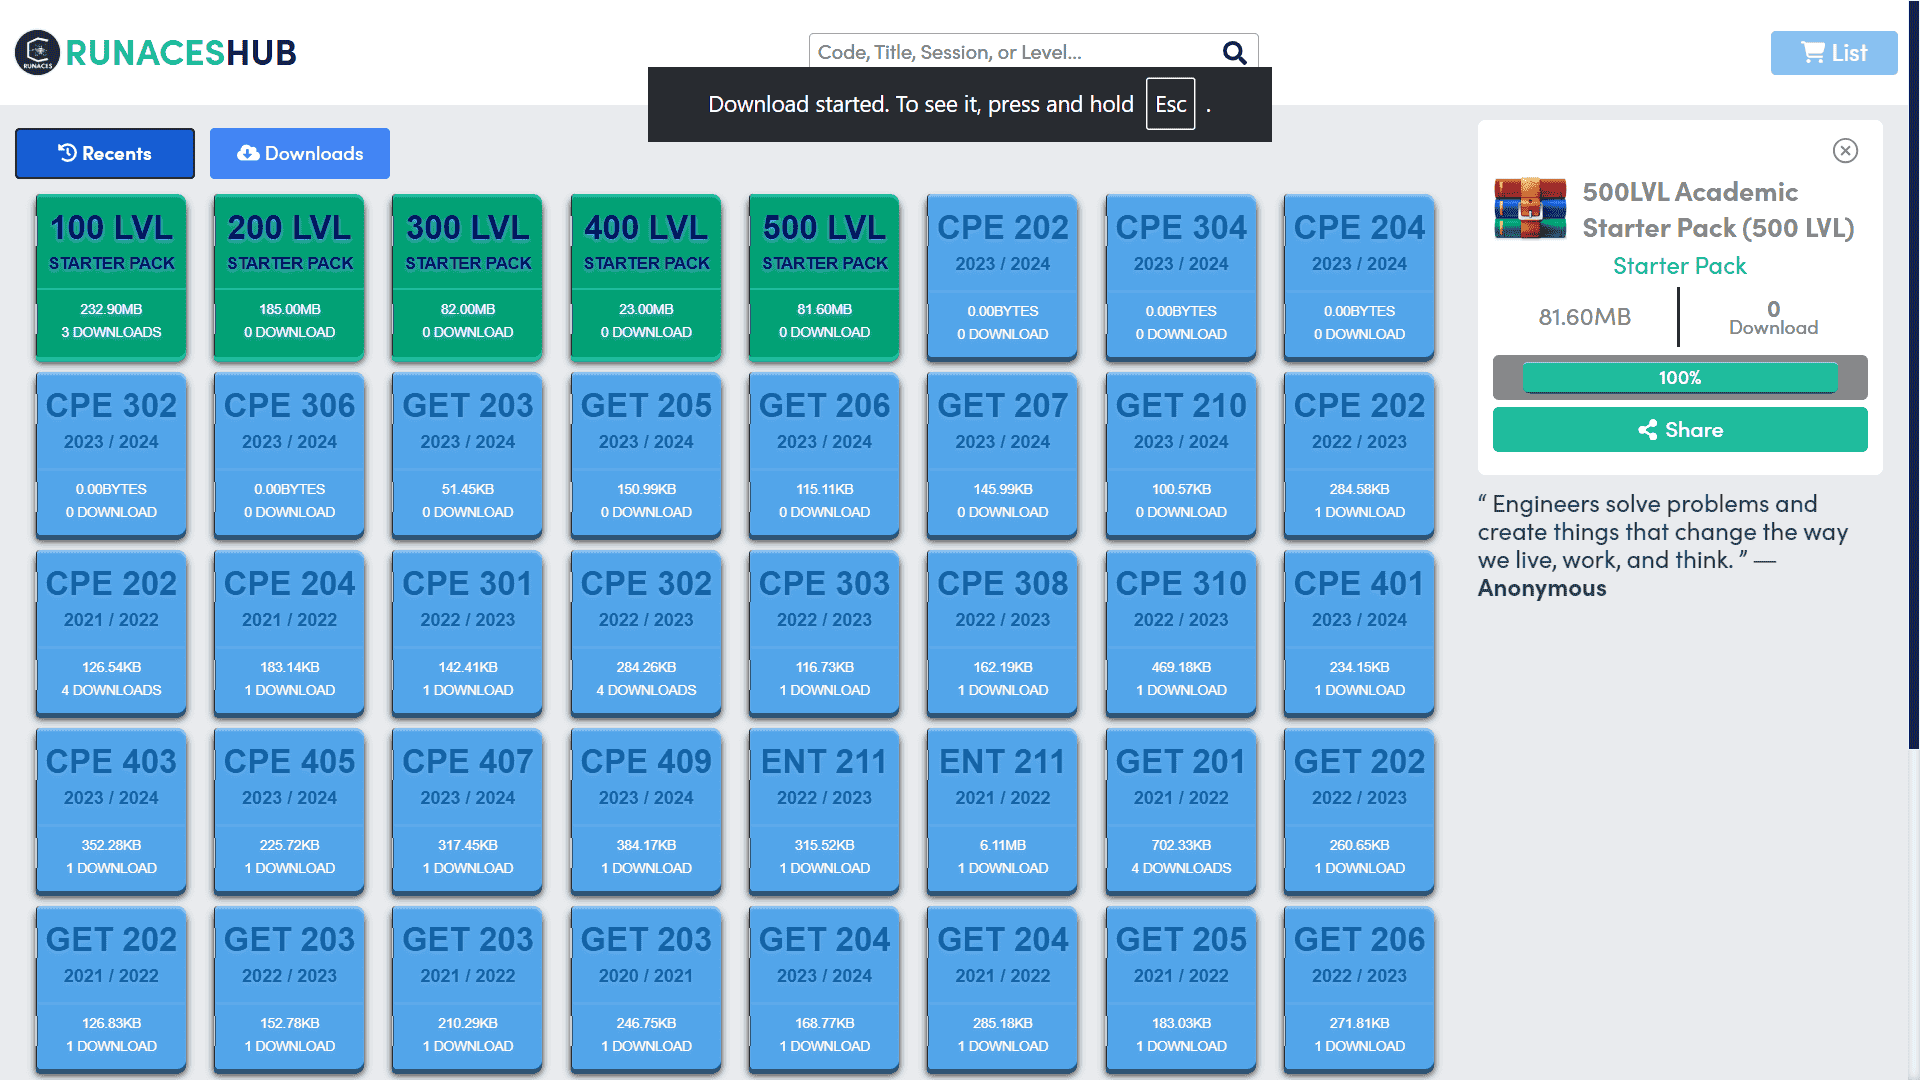 RUNACES
RUNACESHUB
Code, Title, Session, or Level...
List
Download started. To see it, press and hold Esc .
Recents
Downloads
100 LVL
STARTER PACK
232.90MB
3 DOWNLOADS
200 LVL
STARTER PACK
185.00MB
0 DOWNLOAD
300 LVL
STARTER PACK
82.00MB
0 DOWNLOAD
400 LVL
STARTER PACK
23.00MB
0 DOWNLOAD
500 LVL
STARTER PACK
81.60MB
0 DOWNLOAD
CPE 202
2023 / 2024
0.00BYTES
0 DOWNLOAD
CPE 304
2023 / 2024
0.00BYTES
0 DOWNLOAD
CPE 204
2023 / 2024
0.00BYTES
0 DOWNLOAD
CPE 302
2023 / 2024
0.00BYTES
0 DOWNLOAD
CPE 306
2023 / 2024
0.00BYTES
0 DOWNLOAD
GET 203
2023 / 2024
51.45KB
0 DOWNLOAD
GET 205
2023 / 2024
150.99KB
0 DOWNLOAD
GET 206
2023 / 2024
115.11KB
0 DOWNLOAD
GET 207
2023 / 2024
145.99KB
0 DOWNLOAD
GET 210
2023 / 2024
100.57KB
0 DOWNLOAD
CPE 202
2022 / 2023
284.58KB
1 DOWNLOAD
CPE 202
2021 / 2022
126.54KB
4 DOWNLOADS
CPE 204
2021 / 2022
183.14KB
1 DOWNLOAD
CPE 301
2022 / 2023
142.41KB
1 DOWNLOAD
CPE 302
2022 / 2023
284.26KB
4 DOWNLOADS
CPE 303
2022 / 2023
116.73KB
1 DOWNLOAD
CPE 308
2022 / 2023
162.19KB
1 DOWNLOAD
CPE 310
2022 / 2023
469.18KB
1 DOWNLOAD
CPE 401
2023 / 2024
234.15KB
1 DOWNLOAD
CPE 403
2023 / 2024
352.28KB
1 DOWNLOAD
CPE 405
2023 / 2024
225.72KB
1 DOWNLOAD
CPE 407
2023 / 2024
317.45KB
1 DOWNLOAD
CPE 409
2023 / 2024
384.17KB
1 DOWNLOAD
ENT 211
2022 / 2023
315.52KB
1 DOWNLOAD
ENT 211
2021 / 2022
6.11MB
1 DOWNLOAD
GET 201
2021 / 2022
702.33KB
4 DOWNLOADS
GET 202
2022 / 2023
260.65KB
1 DOWNLOAD
GET 202
2021 / 2022
126.83KB
1 DOWNLOAD
GET 203
2022 / 2023
152.78KB
1 DOWNLOAD
GET 203
2021 / 2022
210.29KB
1 DOWNLOAD
GET 203
2020 / 2021
246.75KB
1 DOWNLOAD
GET 204
2023 / 2024
168.77KB
1 DOWNLOAD
GET 204
2021 / 2022
285.18KB
1 DOWNLOAD
GET 205
2021 / 2022
183.03KB
1 DOWNLOAD
GET 206
2022 / 2023
271.81KB
1 DOWNLOAD
500LVL Academic
Starter Pack (500 LVL)
Starter Pack
81.60MB
0
Download
100%
Share
“ Engineers solve problems and
create things that change the way
we live, work, and think. ” —
Anonymous